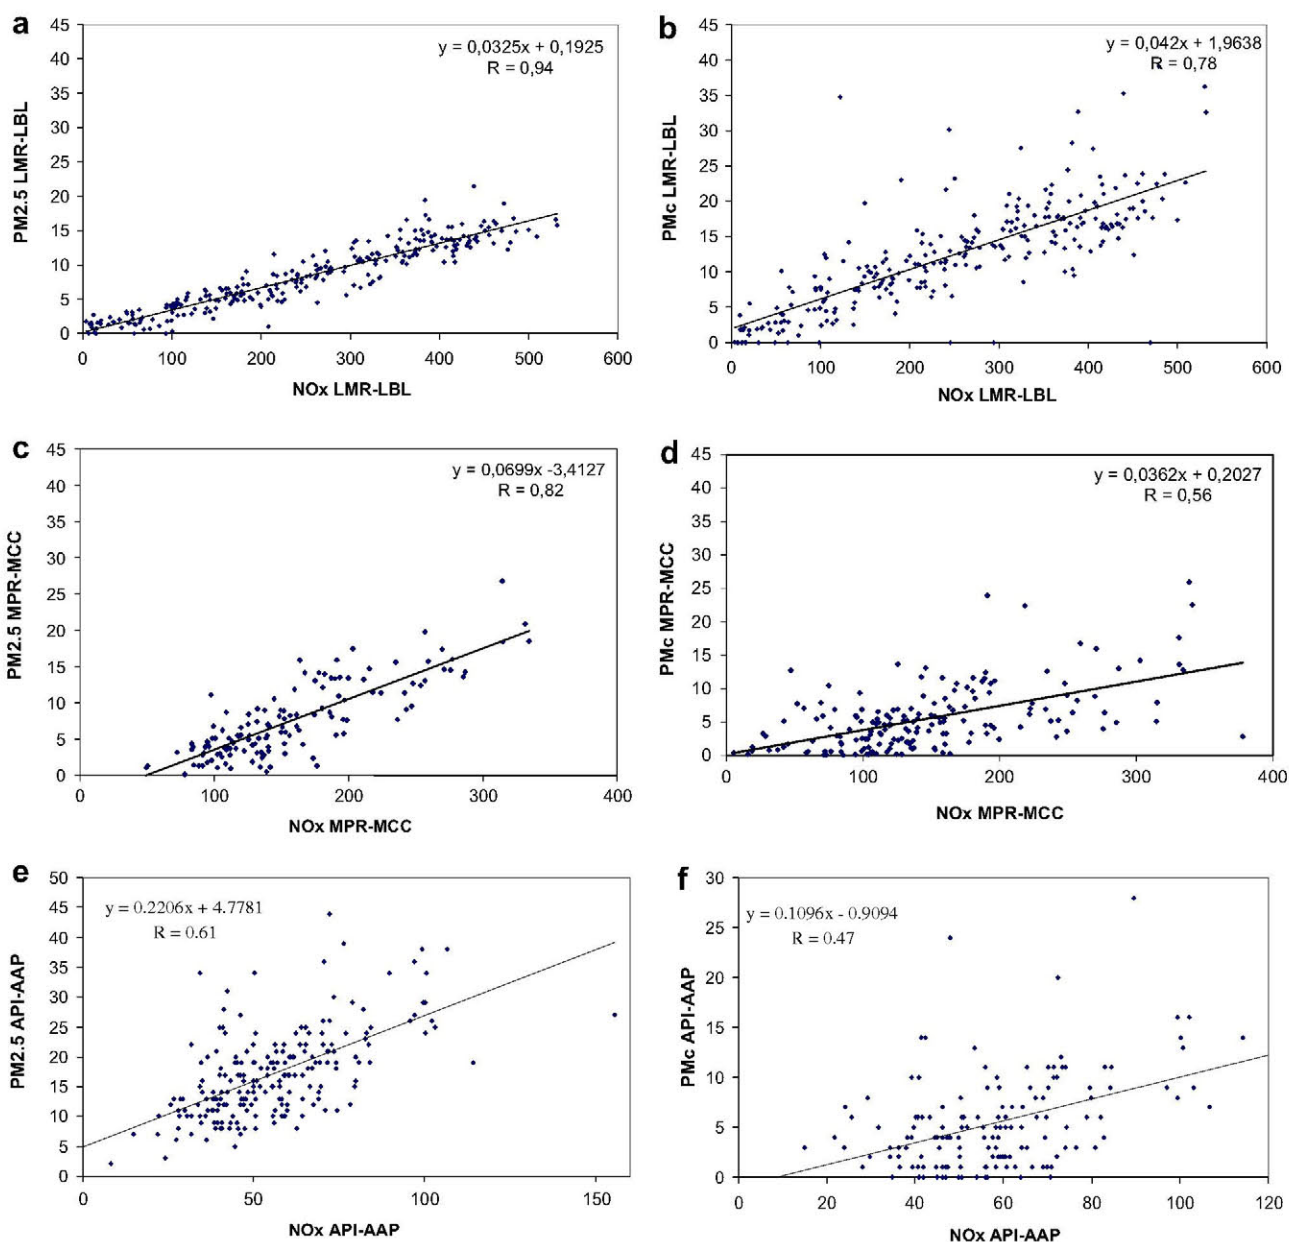 a
45
40
35
30
25
20
15
10
5
0
PM2.5 LMR-LBL
y = 0,0325x + 0,1925
R = 0,94
0 100 200 300 400 500 600
NOx LMR-LBL
b
45
40
35
30
25
20
15
10
5
0
PMc LMR-LBL
y = 0,042x + 1,9638
R = 0,78
0 100 200 300 400 500 600
NOx LMR-LBL
c
45
40
35
30
25
20
15
10
5
0
PM2.5 MPR-MCC
y = 0,0699x -3,4127
R = 0,82
0 100 200 300 400
NOx MPR-MCC
d
45
40
35
30
25
20
15
10
5
0
PMc MPR-MCC
y = 0,0362x + 0,2027
R = 0,56
0 100 200 300 400
NOx MPR-MCC
e
50
45
40
35
30
25
20
15
10
5
0
PM2.5 API-AAP
y = 0.2206x + 4.7781
R = 0.61
0 50 100 150
NOx API-AAP
f
30
25
20
15
10
5
0
PMc API-AAP
y = 0.1096x - 0.9094
R = 0.47
0 20 40 60 80 100 120
NOx API-AAP